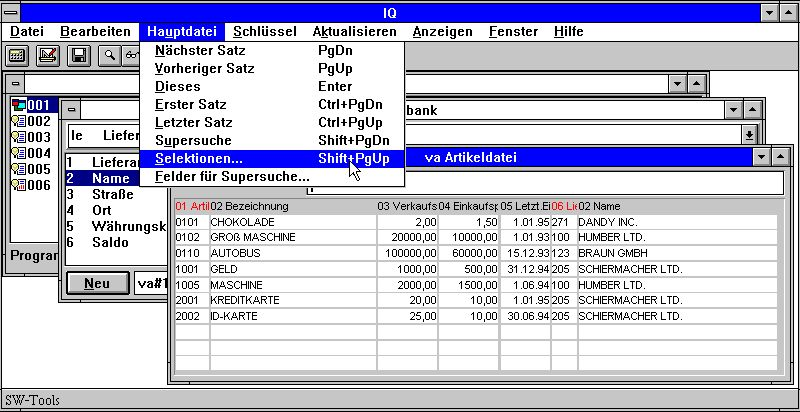 IQ
Datei Bearbeiten Hauptdatei Schlüssel Aktualisieren Anzeigen Fenster Hilfe
Nächster Satz PgDn
Vorheriger Satz PgUp
Dieses Enter
Erster Satz Ctrl+PgDn
Letzter Satz Ctrl+PgUp
Supersuche Shift+PgDn
Selektionen... Shift+PgUp
Felder für Supersuche...
001
002
003
004
005
006
Program
bank
le Liefer
1 Lieferan
2 Name
3 Straße
4 Ort
5 Währungsk
6 Saldo
Neu va#1
va Artikeldatei
01 Arti 02 Bezeichnung 03 Verkaufs 04 Einkaufsp 05 Letzt.Ei 06 Lie 02 Name
0101 CHOKOLADE 2,00 1,50 1.01.95 271 DANDY INC.
0102 GROß MASCHINE 20000,00 10000,00 1.01.93 100 HUMBER LTD.
0110 AUTOBUS 100000,00 60000,00 15.12.93 123 BRAUN GMBH
1001 GELD 1000,00 500,00 31.12.94 205 SCHIERMACHER LTD.
1005 MASCHINE 2000,00 1500,00 1.06.94 100 HUMBER LTD.
2001 KREDITKARTE 20,00 10,00 1.01.95 205 SCHIERMACHER LTD.
2002 ID-KARTE 25,00 10,00 30.06.94 205 SCHIERMACHER LTD.
SW-Tools